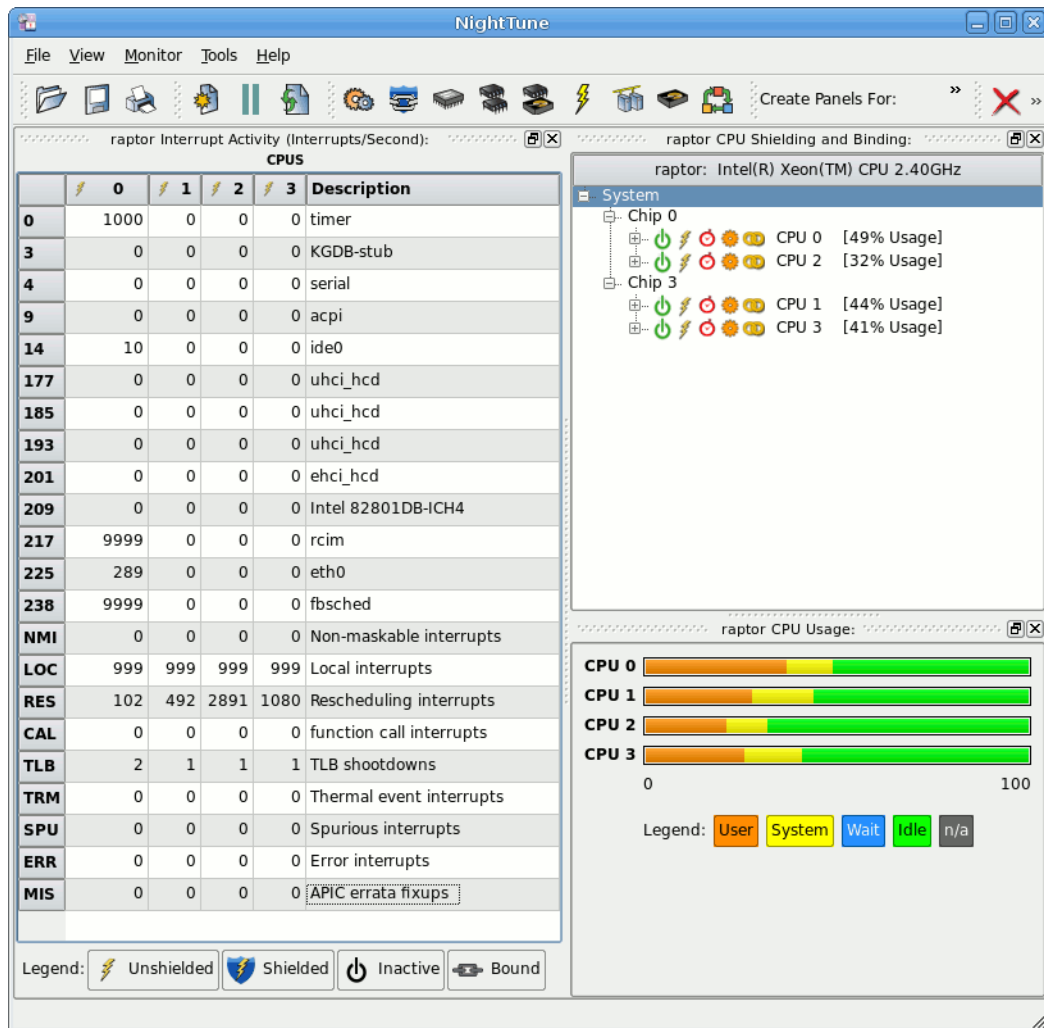 NightTune
File View Monitor Tools Help
Create Panels For: » »
raptor Interrupt Activity (Interrupts/Second):
CPUS
0 1 2 3 Description
0 1000 0 0 0 timer
3 0 0 0 0 KGDB-stub
4 0 0 0 0 serial
9 0 0 0 0 acpi
14 10 0 0 0 ide0
177 0 0 0 0 uhci_hcd
185 0 0 0 0 uhci_hcd
193 0 0 0 0 uhci_hcd
201 0 0 0 0 ehci_hcd
209 0 0 0 0 Intel 82801DB-ICH4
217 9999 0 0 0 rcim
225 289 0 0 0 eth0
238 9999 0 0 0 fbsched
NMI 0 0 0 0 Non-maskable interrupts
LOC 999 999 999 999 Local interrupts
RES 102 492 2891 1080 Rescheduling interrupts
CAL 0 0 0 0 function call interrupts
TLB 2 1 1 1 TLB shootdowns
TRM 0 0 0 0 Thermal event interrupts
SPU 0 0 0 0 Spurious interrupts
ERR 0 0 0 0 Error interrupts
MIS 0 0 0 0 APIC errata fixups
Legend: Unshielded Shielded Inactive Bound
raptor CPU Shielding and Binding:
raptor: Intel(R) Xeon(TM) CPU 2.40GHz
System
Chip 0
CPU 0 [49% Usage]
CPU 2 [32% Usage]
Chip 3
CPU 1 [44% Usage]
CPU 3 [41% Usage]
raptor CPU Usage:
CPU 0
CPU 1
CPU 2
CPU 3
0 100
Legend: User System Wait Idle n/a